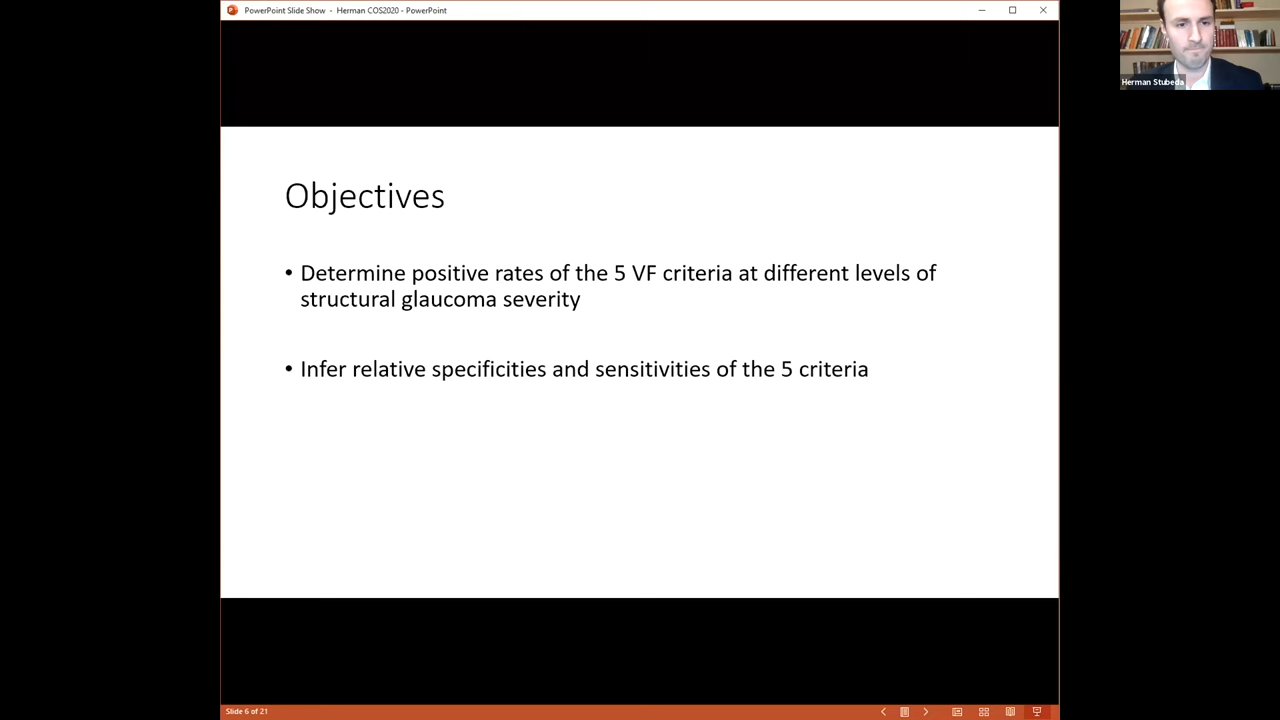 PowerPoint Slide Show - Herman COS2020 - PowerPoint
Herman Stubeda
Objectives
• Determine positive rates of the 5 VF criteria at different levels of
structural glaucoma severity
• Infer relative specificities and sensitivities of the 5 criteria
Slide 6 of 21